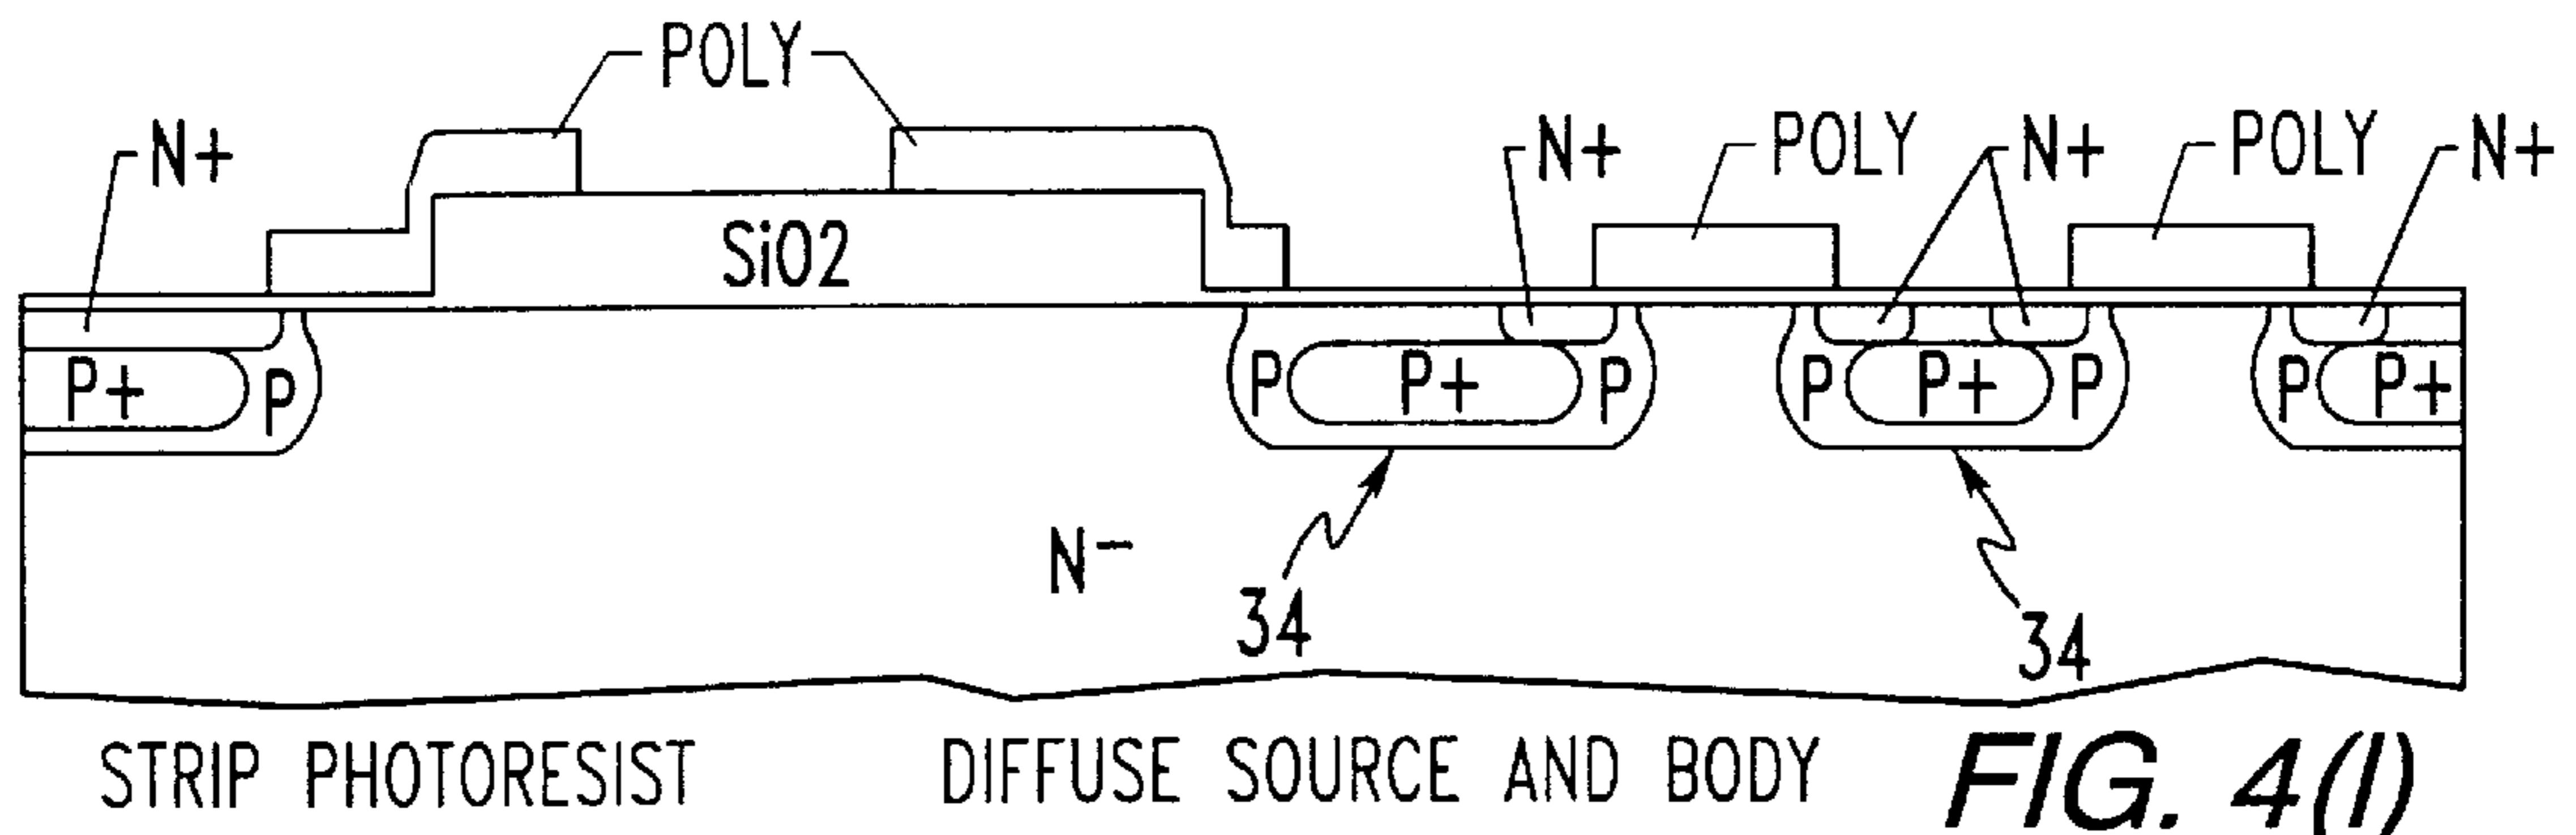 POLY
N+
N+
POLY
N+
POLY
N+
SiO2
P+
P
P
P+
P
P
P+
P
P
P+
N−
34
34
STRIP PHOTORESIST
DIFFUSE SOURCE AND BODY
FIG. 4(I)